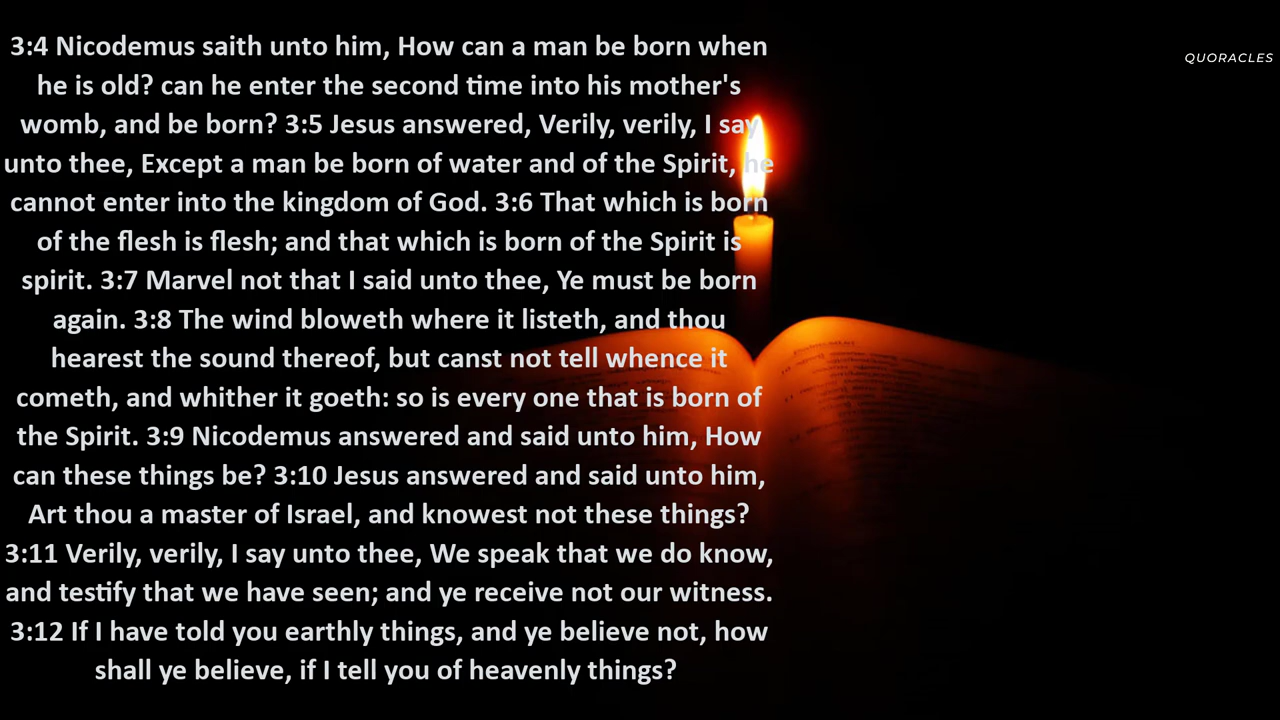 3:4 Nicodemus saith unto him, How can a man be born when
he is old? can he enter the second time into his mother's
womb, and be born? 3:5 Jesus answered, Verily, verily, I say
unto thee, Except a man be born of water and of the Spirit, he
cannot enter into the kingdom of God. 3:6 That which is born
of the flesh is flesh; and that which is born of the Spirit is
spirit. 3:7 Marvel not that I said unto thee, Ye must be born
again. 3:8 The wind bloweth where it listeth, and thou
hearest the sound thereof, but canst not tell whence it
cometh, and whither it goeth: so is every one that is born of
the Spirit. 3:9 Nicodemus answered and said unto him, How
can these things be? 3:10 Jesus answered and said unto him,
Art thou a master of Israel, and knowest not these things?
3:11 Verily, verily, I say unto thee, We speak that we do know,
and testify that we have seen; and ye receive not our witness.
3:12 If I have told you earthly things, and ye believe not, how
shall ye believe, if I tell you of heavenly things?
QUORACLES